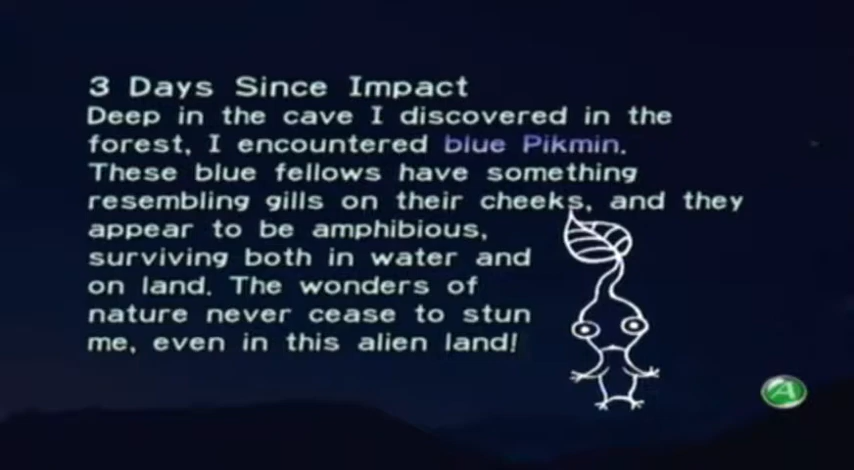 3 Days Since Impact
Deep in the cave I discovered in the
forest, I encountered blue Pikmin.
These blue fellows have something
resembling gills on their cheeks, and they
appear to be amphibious,
surviving both in water and
on land. The wonders of
nature never cease to stun
me, even in this alien land!
A